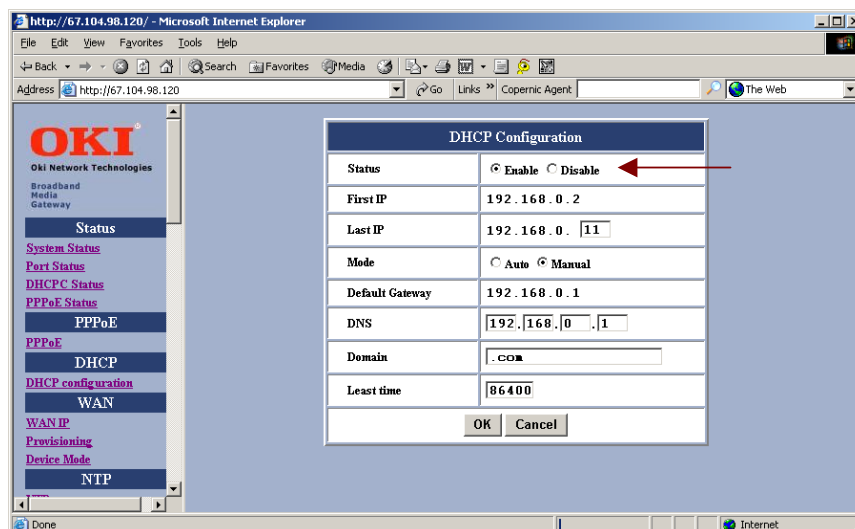 http://67.104.98.120/ - Microsoft Internet Explorer
File Edit View Favorites Tools Help
Back Search Favorites Media
Address http://67.104.98.120 Go Links » Copernic Agent The Web
OKI
Oki Network Technologies
Broadband
Media
Gateway
Status
System Status
Port Status
DHCPC Status
PPPoE Status
PPPoE
PPPoE
DHCP
DHCP configuration
WAN
WAN IP
Provisioning
Device Mode
NTP
DHCP Configuration
Status Enable Disable
First IP 192.168.0.2
Last IP 192.168.0. 11
Mode Auto Manual
Default Gateway 192.168.0.1
DNS 192.168.0.1
Domain .com
Least time 86400
OK Cancel
Done Internet